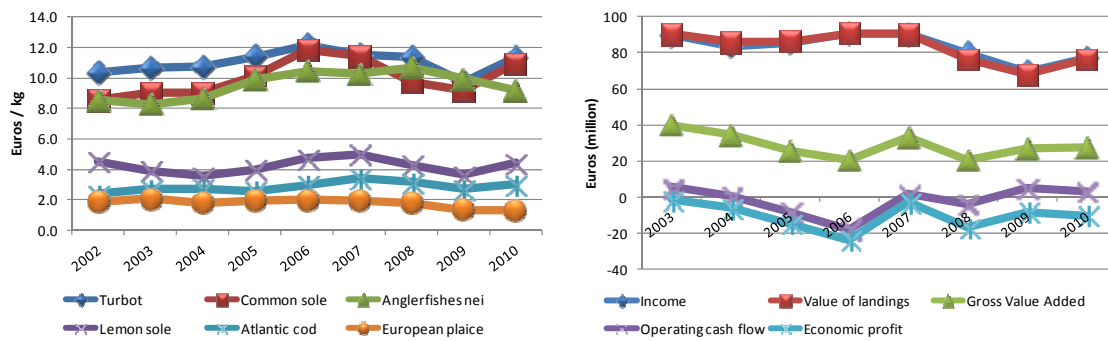 Euros / kg
14.0
12.0
10.0
8.0
6.0
4.0
2.0
0.0
2002 2003 2004 2005 2006 2007 2008 2009 2010
Turbot Common sole Anglerfishes nei
Lemon sole Atlantic cod European plaice
Euros (million)
100
80
60
40
20
0
-20
-40
2003 2004 2005 2006 2007 2008 2009 2010
Income Value of landings Gross Value Added
Operating cash flow Economic profit